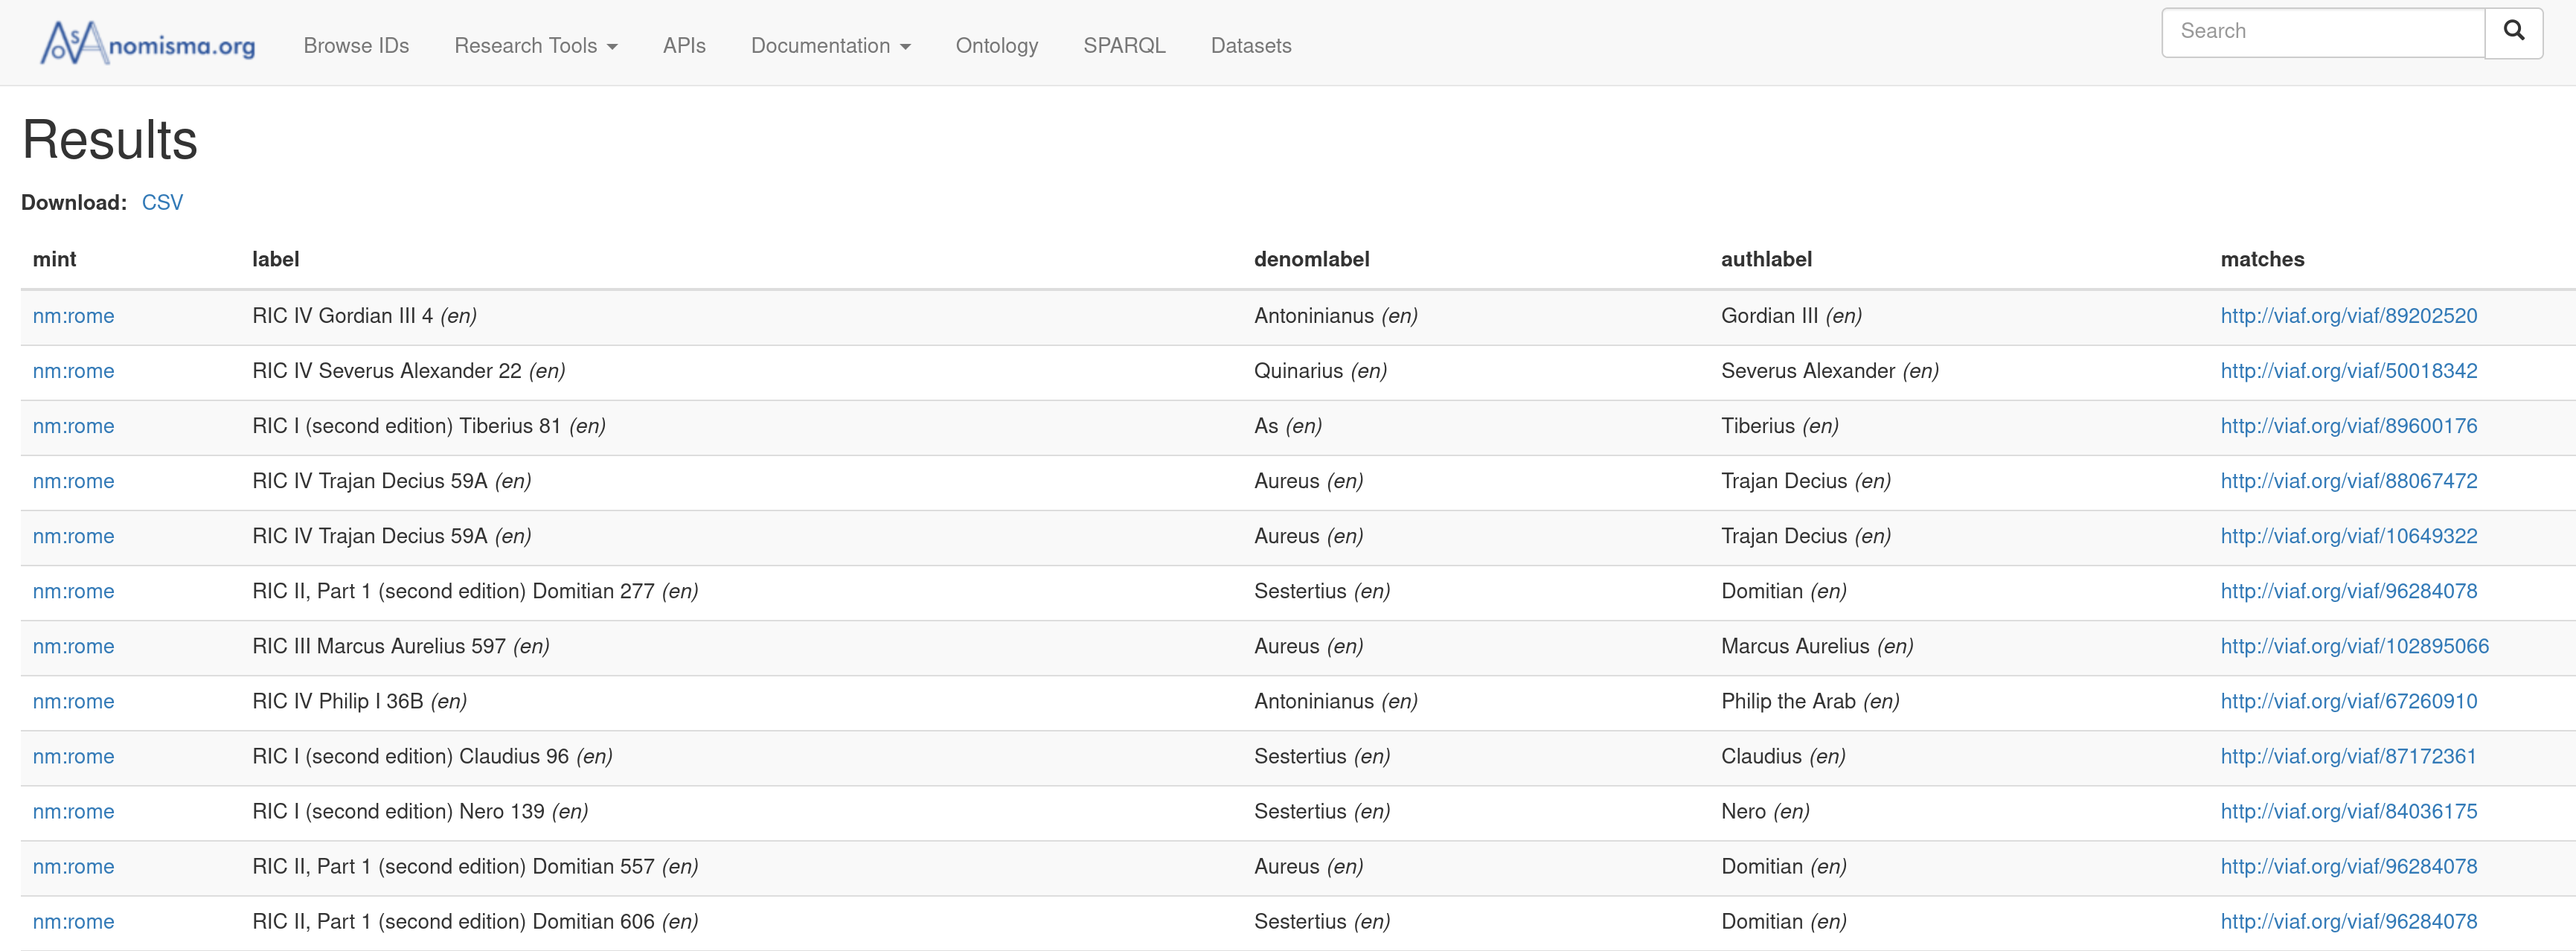 nomisma.org Browse IDs Research Tools APIs Documentation Ontology SPARQL Datasets Search
Results
Download: CSV
mint label denomlabel authlabel matches
nm:rome RIC IV Gordian III 4 (en) Antoninianus (en) Gordian III (en) http://viaf.org/viaf/89202520
nm:rome RIC IV Severus Alexander 22 (en) Quinarius (en) Severus Alexander (en) http://viaf.org/viaf/50018342
nm:rome RIC I (second edition) Tiberius 81 (en) As (en) Tiberius (en) http://viaf.org/viaf/89600176
nm:rome RIC IV Trajan Decius 59A (en) Aureus (en) Trajan Decius (en) http://viaf.org/viaf/88067472
nm:rome RIC IV Trajan Decius 59A (en) Aureus (en) Trajan Decius (en) http://viaf.org/viaf/10649322
nm:rome RIC II, Part 1 (second edition) Domitian 277 (en) Sestertius (en) Domitian (en) http://viaf.org/viaf/96284078
nm:rome RIC III Marcus Aurelius 597 (en) Aureus (en) Marcus Aurelius (en) http://viaf.org/viaf/102895066
nm:rome RIC IV Philip I 36B (en) Antoninianus (en) Philip the Arab (en) http://viaf.org/viaf/67260910
nm:rome RIC I (second edition) Claudius 96 (en) Sestertius (en) Claudius (en) http://viaf.org/viaf/87172361
nm:rome RIC I (second edition) Nero 139 (en) Sestertius (en) Nero (en) http://viaf.org/viaf/84036175
nm:rome RIC II, Part 1 (second edition) Domitian 557 (en) Aureus (en) Domitian (en) http://viaf.org/viaf/96284078
nm:rome RIC II, Part 1 (second edition) Domitian 606 (en) Sestertius (en) Domitian (en) http://viaf.org/viaf/96284078